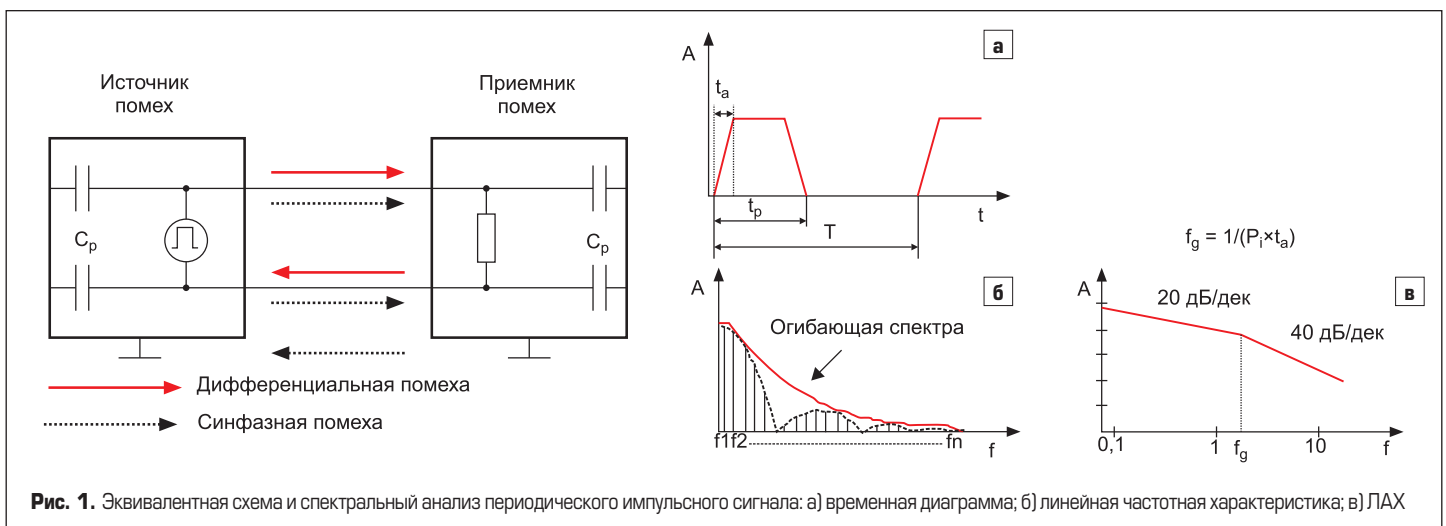 Источник
помех
Приемник
помех
Cp
Cp
Дифференциальная помеха
Синфазная помеха
а
A
ta
tp
T
t
б
A
Огибающая спектра
f1f2
fn
f
fg = 1/(Pi×ta)
в
A
20 дБ/дек
40 дБ/дек
0,1
1
fg
10
f
Рис. 1. Эквивалентная схема и спектральный анализ периодического импульсного сигнала: а) временная диаграмма; б) линейная частотная характеристика; в) ЛАХ